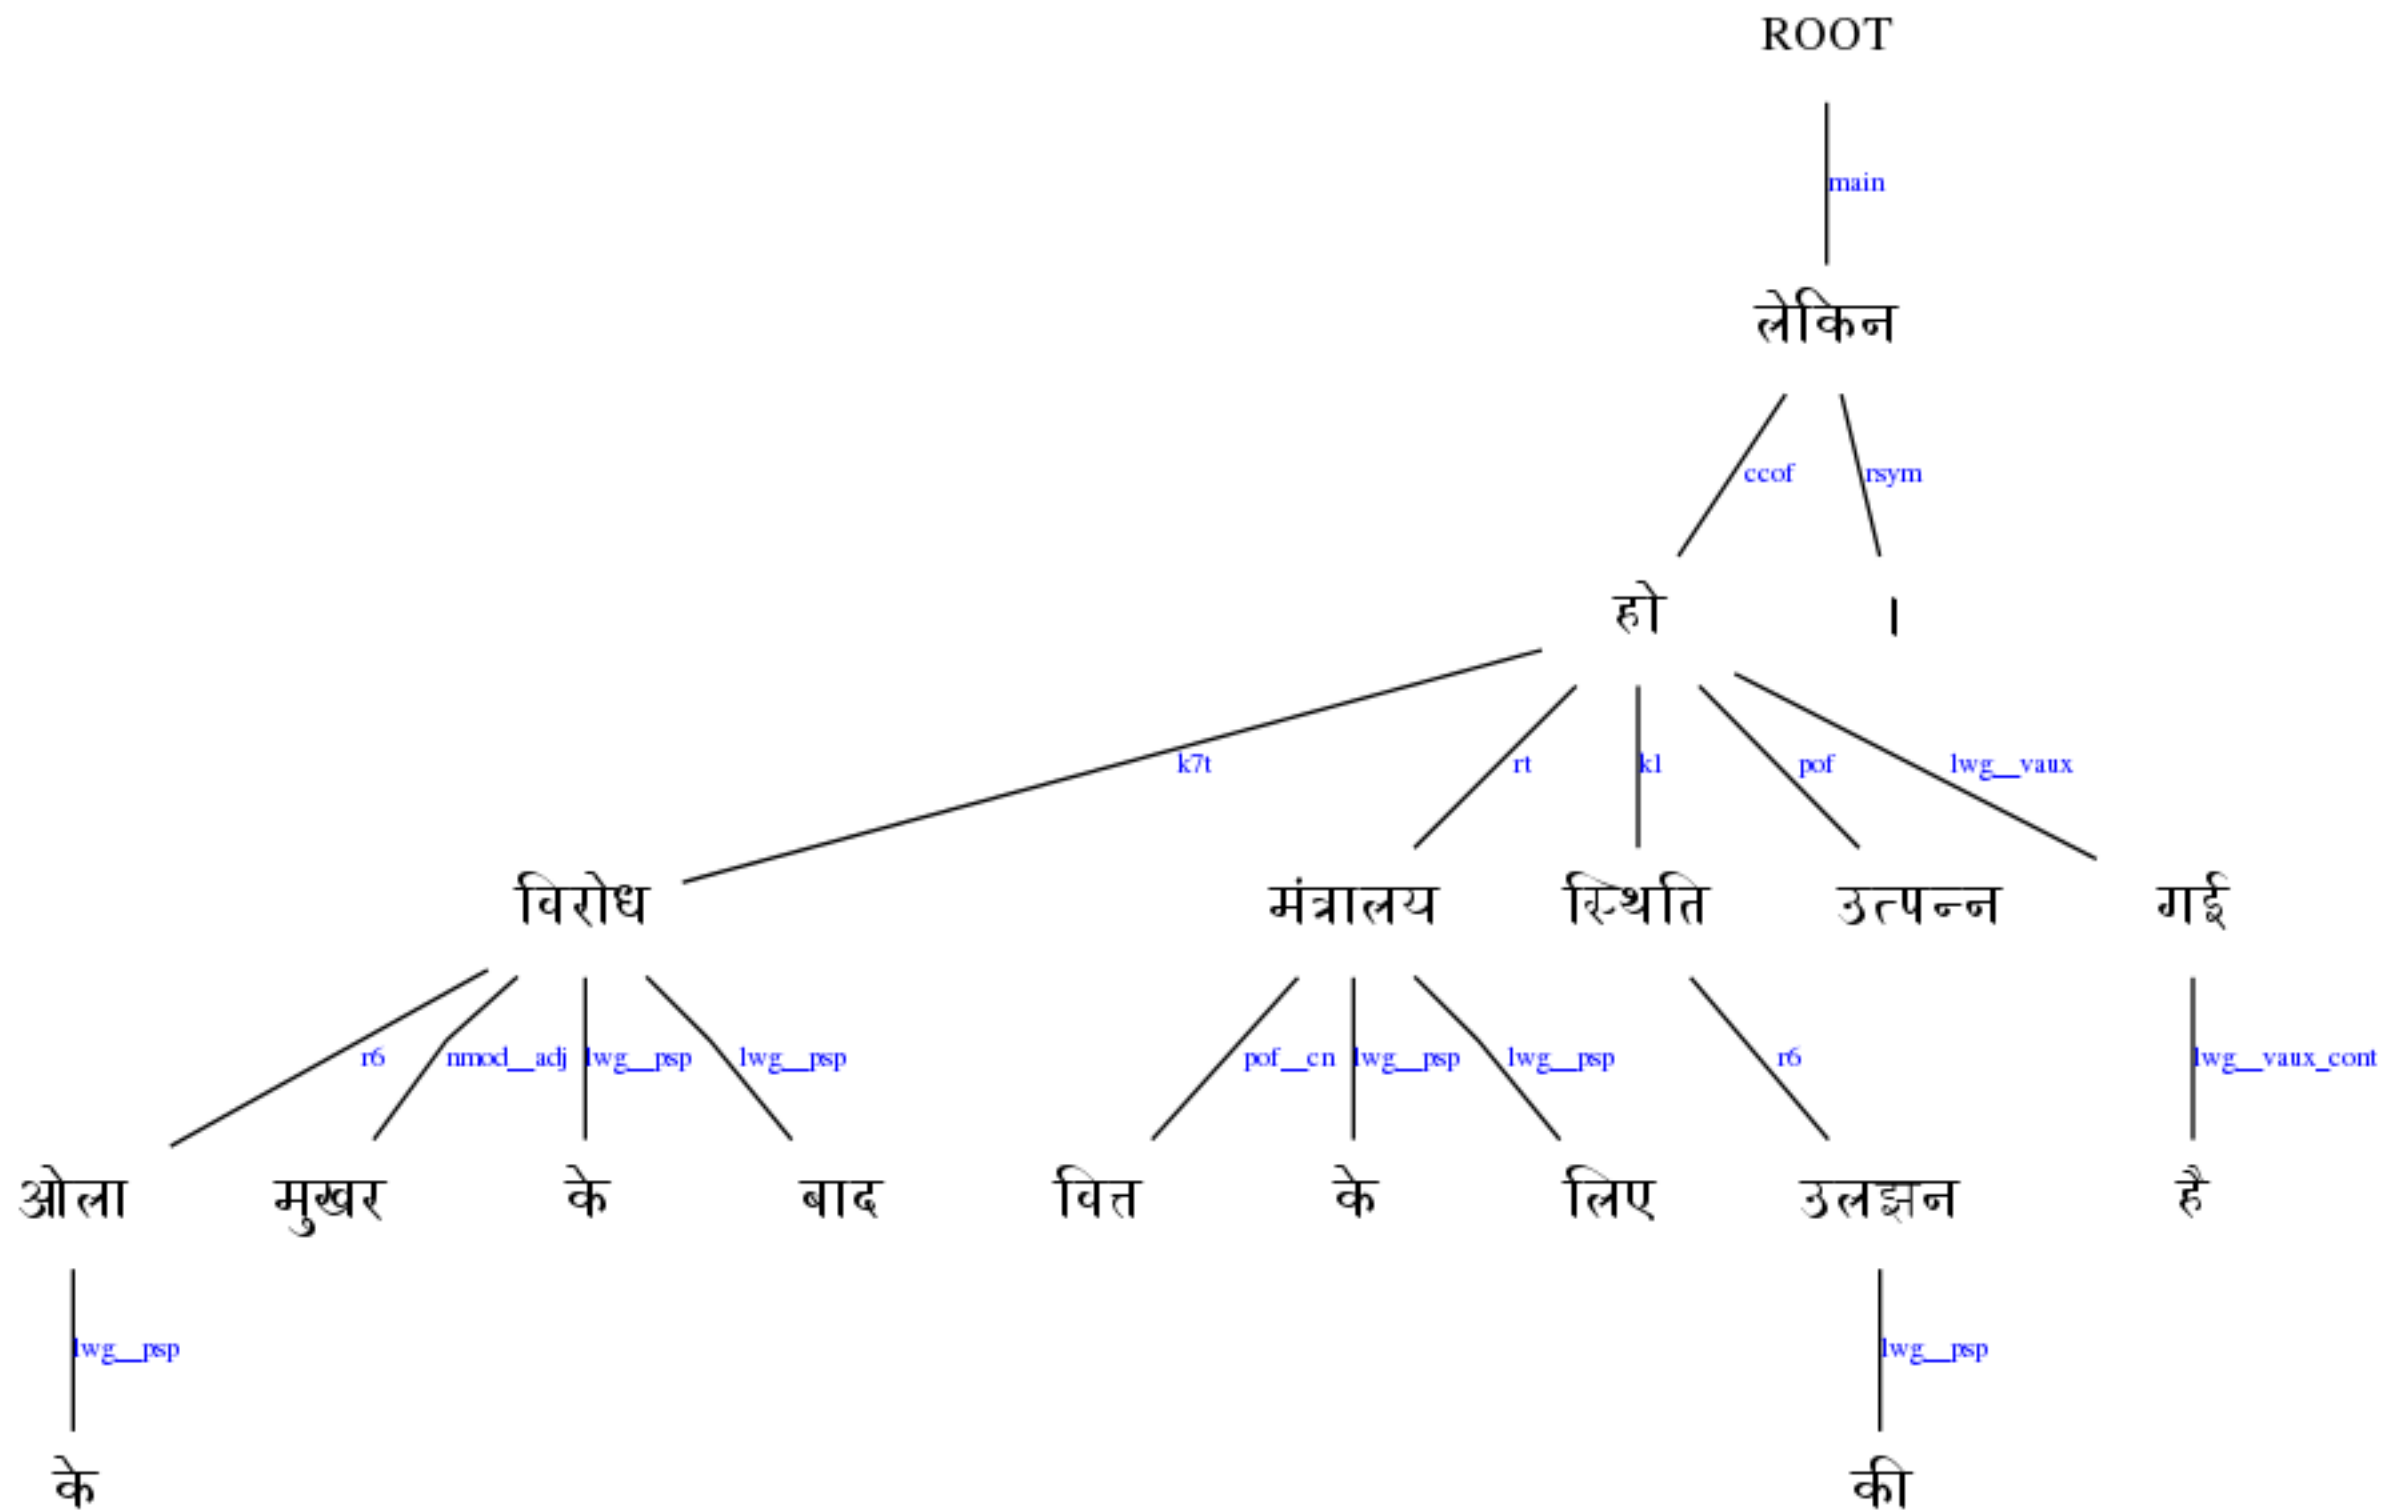 ROOT
main
लेकिन
ccof rsym
हो ।
k7t rt k1 pof lwg__vaux
विरोध मंत्रालय स्थिति उत्पन्न गई
r6 nmod__adj lwg__psp lwg__psp pof__cn lwg__psp lwg__psp r6 lwg__vaux_cont
ओला मुखर के बाद वित्त के लिए उलझन है
lwg__psp lwg__psp
के की